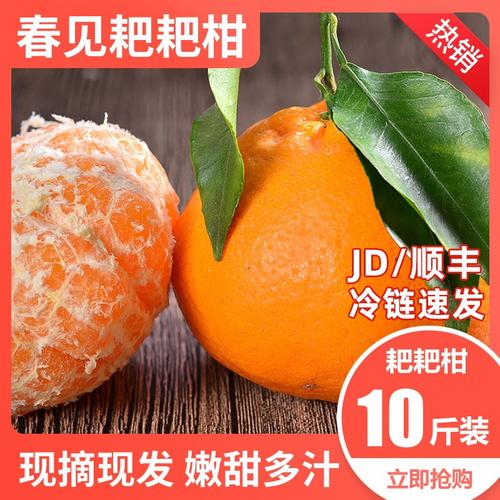 春见耙耙柑
热销
JD/顺丰
冷链速发
耙耙柑
10斤装
立即抢购
现摘现发 嫩甜多汁